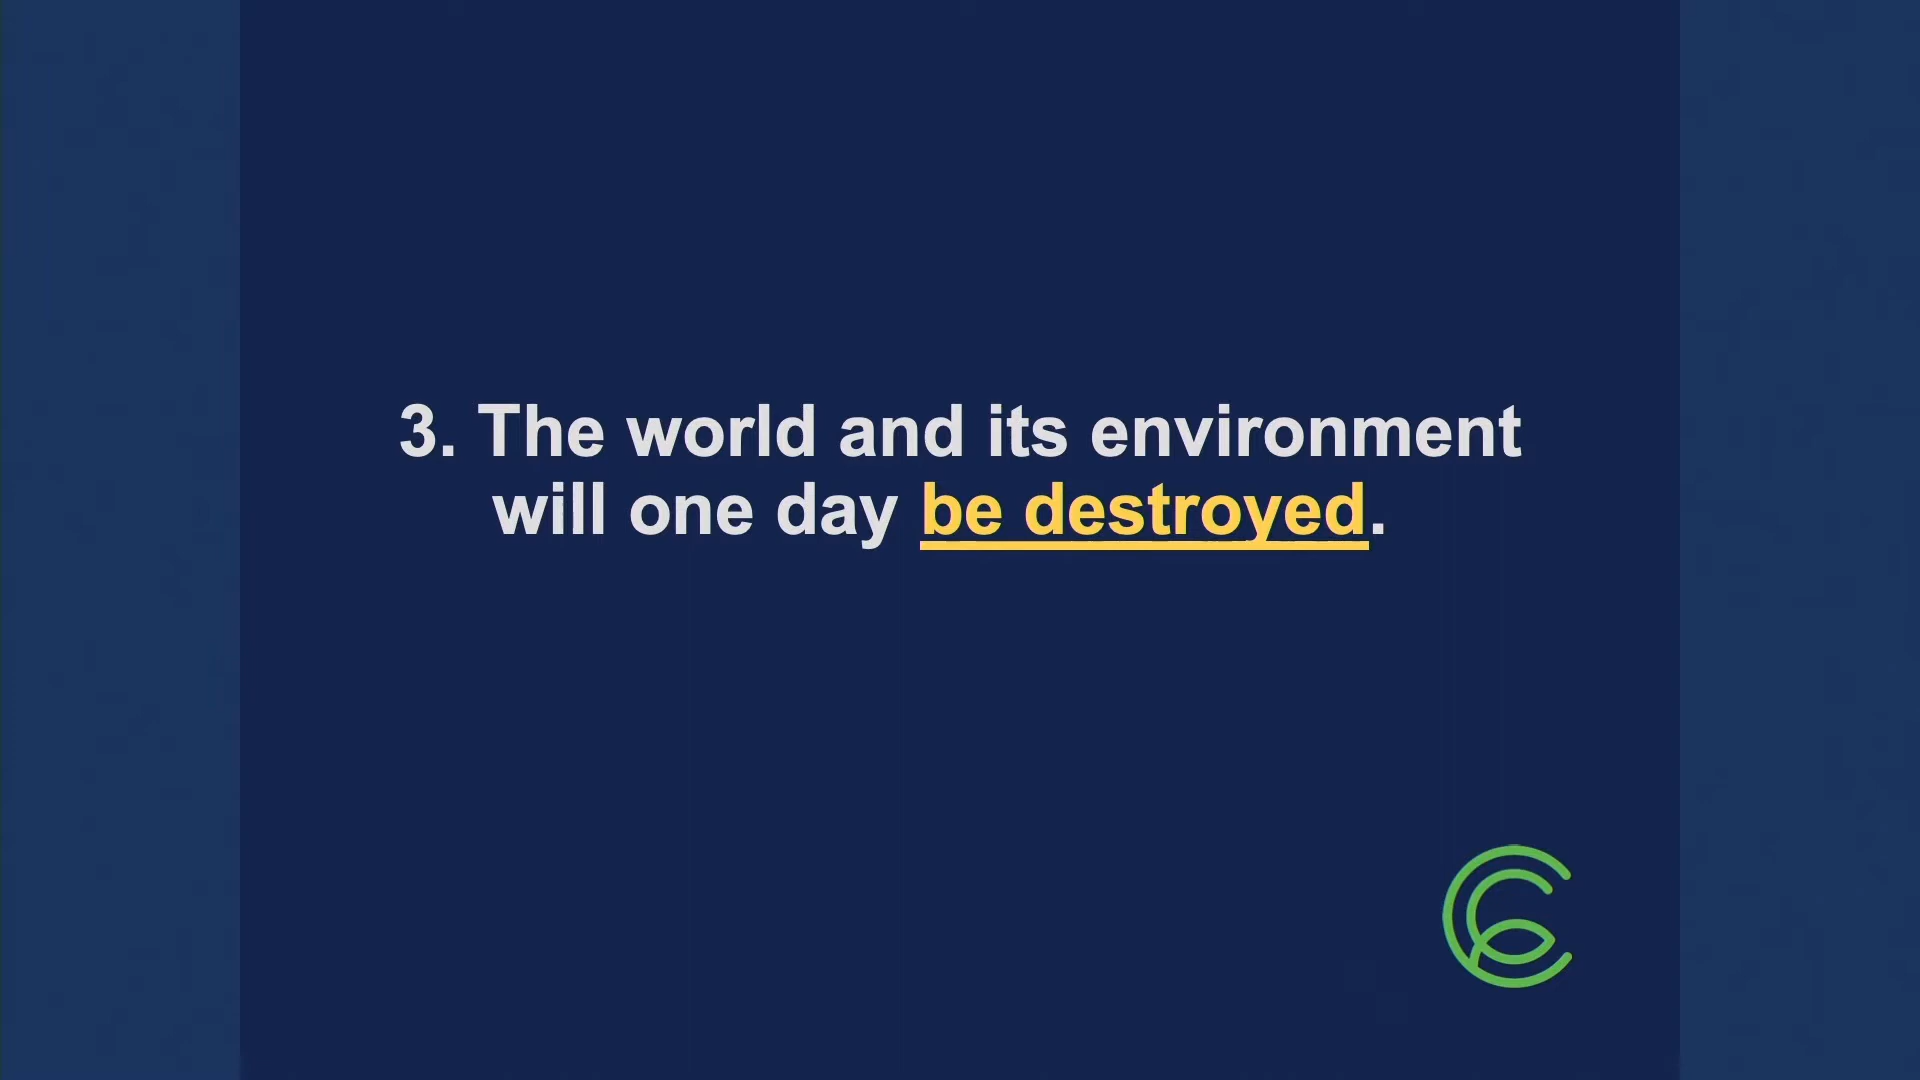 3. The world and its environment
will one day be destroyed.